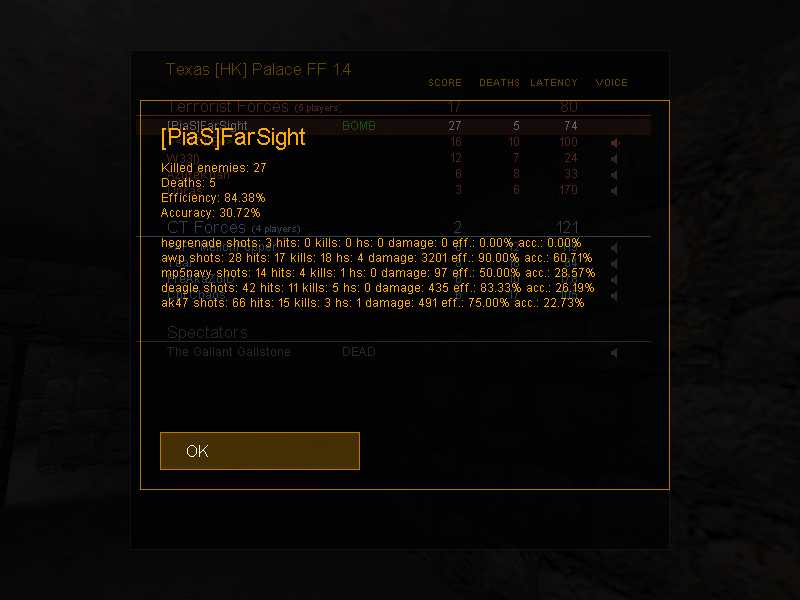 Texas [HK] Palace FF 1.4
SCORE DEATHS LATENCY VOICE
Terrorist Forces (5 players) 17 80
[PiaS]FarSight BOMB 27 5 74
[PiaS]FarSight
16 10 100
12 7 24
Killed enemies: 27
6 8 33
Deaths: 5
3 6 170
Efficiency: 84.38%
Accuracy: 30.72%
CT Forces (4 players) 2 121
hegrenade shots: 3 hits: 0 kills: 0 hs: 0 damage: 0 eff.: 0.00% acc.: 0.00%
awp shots: 28 hits: 17 kills: 18 hs: 4 damage: 3201 eff.: 90.00% acc.: 60.71%
mp5navy shots: 14 hits: 4 kills: 1 hs: 0 damage: 97 eff.: 50.00% acc.: 28.57%
deagle shots: 42 hits: 11 kills: 5 hs: 0 damage: 435 eff.: 83.33% acc.: 26.19%
ak47 shots: 66 hits: 15 kills: 3 hs: 1 damage: 491 eff.: 75.00% acc.: 22.73%
Spectators
The Gallant Gallstone DEAD
OK